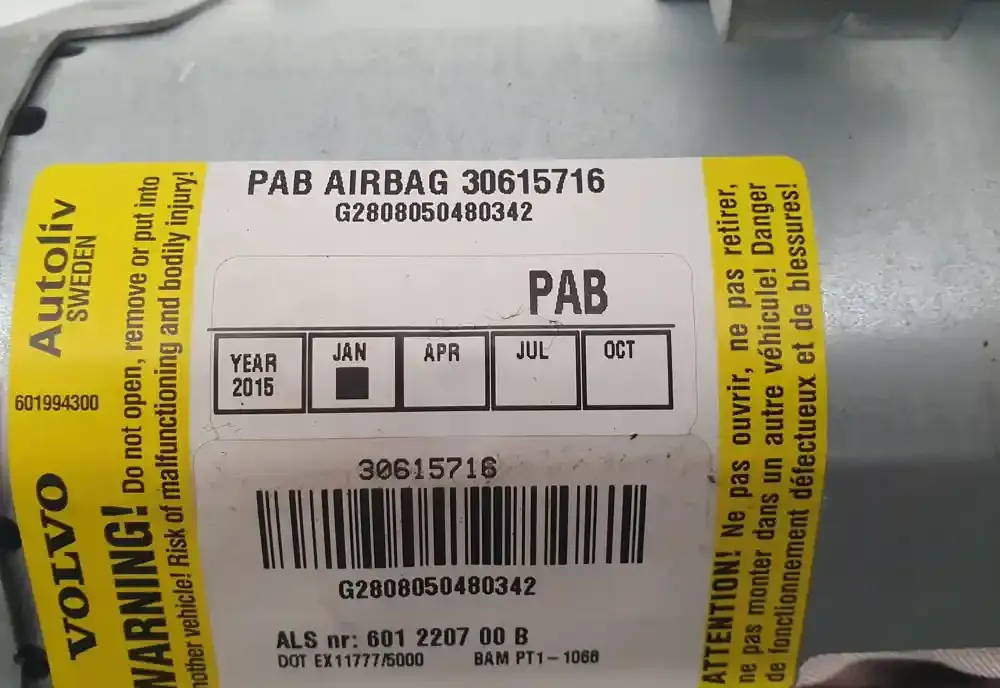 PAB AIRBAG 30615716
G2808050480342
PAB
YEAR 2015
JAN
APR
JUL
OCT
30615716
G2808050480342
ALS nr: 601 2207 00 B
DOT EX11777/5000 BAM PT1-1068
Autoliv
SWEDEN
601994300
VOLVO
WARNING! Do not open, remove or put into
another vehicle! Risk of malfunctioning and bodily injury!
ATTENTION! Ne pas ouvrir, ne pas retirer,
ne pas monter dans un autre véhicule! Danger
de fonctionnement défectueux et de blessures!